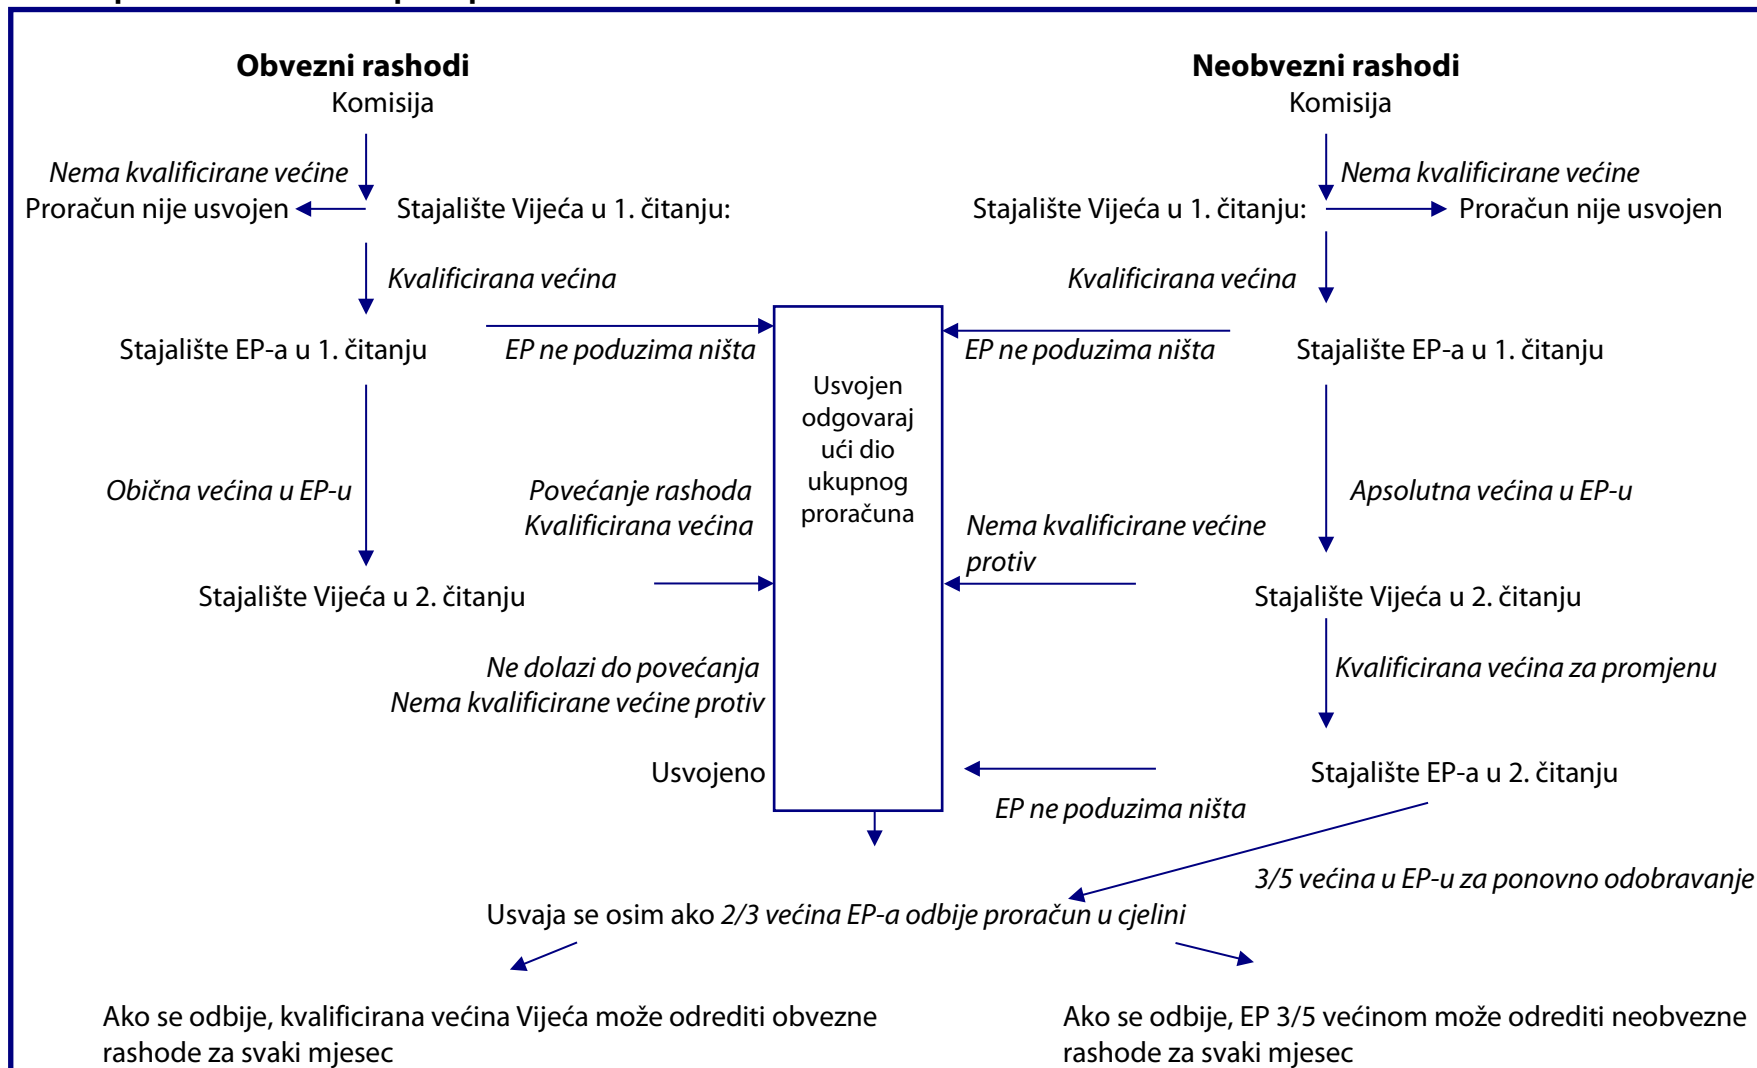 Obvezni rashodi
Komisija
Nema kvalificirane većine
Proračun nije usvojen
Stajalište Vijeća u 1. čitanju:
Kvalificirana većina
Stajalište EP-a u 1. čitanju
EP ne poduzima ništa
Obična većina u EP-u
Povećanje rashoda
Kvalificirana većina
Stajalište Vijeća u 2. čitanju
Ne dolazi do povećanja
Nema kvalificirane većine protiv
Usvojeno
Usvojen
odgovaraj
ući dio
ukupnog
proračuna
Neobvezni rashodi
Komisija
Nema kvalificirane većine
Stajalište Vijeća u 1. čitanju:
Proračun nije usvojen
Kvalificirana većina
EP ne poduzima ništa
Stajalište EP-a u 1. čitanju
Apsolutna većina u EP-u
Nema kvalificirane većine
protiv
Stajalište Vijeća u 2. čitanju
Kvalificirana većina za promjenu
Stajalište EP-a u 2. čitanju
EP ne poduzima ništa
3/5 većina u EP-u za ponovno odobravanje
Usvaja se osim ako 2/3 većina EP-a odbije proračun u cjelini
Ako se odbije, kvalificirana većina Vijeća može odrediti obvezne
rashode za svaki mjesec
Ako se odbije, EP 3/5 većinom može odrediti neobvezne
rashode za svaki mjesec